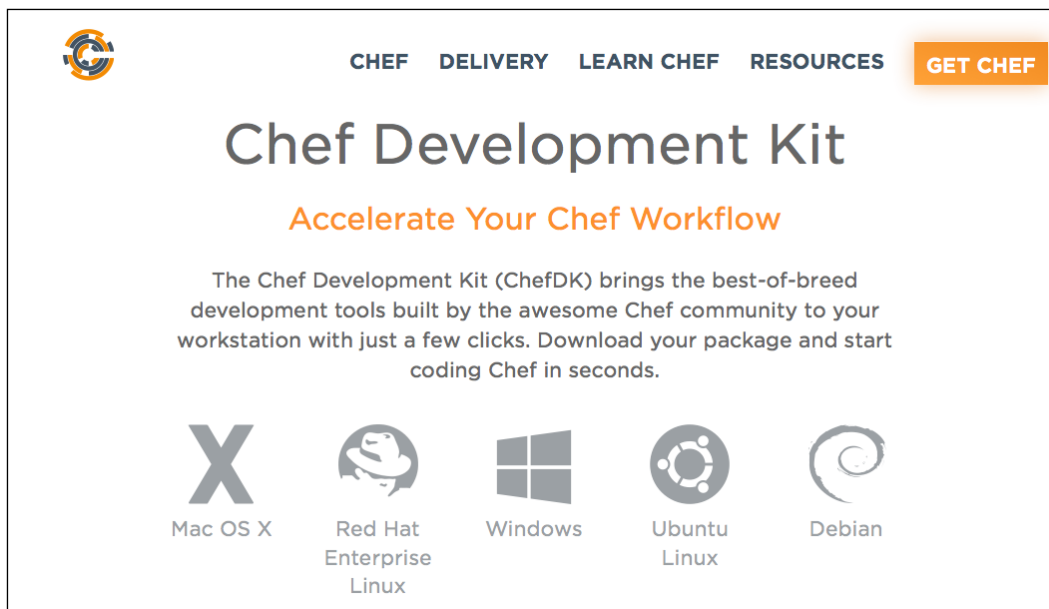 CHEF DELIVERY LEARN CHEF RESOURCES GET CHEF
Chef Development Kit
Accelerate Your Chef Workflow
The Chef Development Kit (ChefDK) brings the best-of-breed
development tools built by the awesome Chef community to your
workstation with just a few clicks. Download your package and start
coding Chef in seconds.
Mac OS X
Red Hat
Enterprise
Linux
Windows
Ubuntu
Linux
Debian